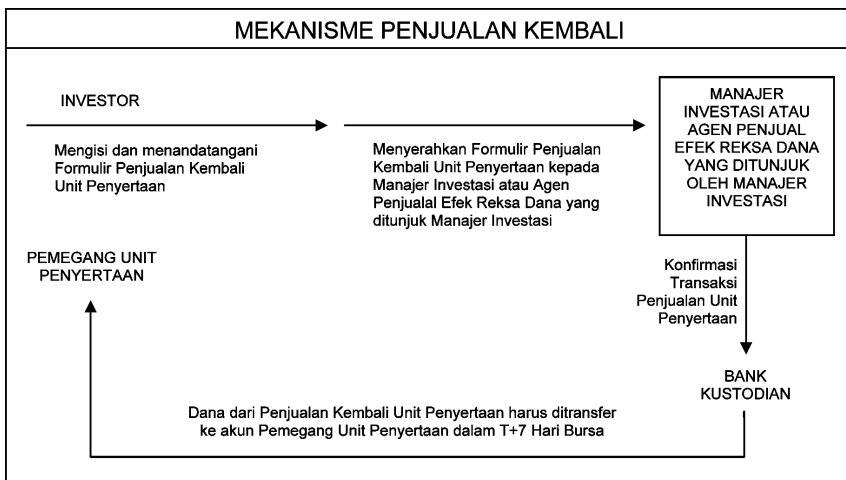 MEKANISME PENJUALAN KEMBALI
INVESTOR
Mengisi dan menandatangani
Formulir Penjualan Kembali
Unit Penyertaan
Menyerahkan Formulir Penjualan
Kembali Unit Penyertaan kepada
Manajer Investasi atau Agen
Penjualal Efek Reksa Dana yang
ditunjuk Manajer Investasi
MANAJER
INVESTASI ATAU
AGEN PENJUAL
EFEK REKSA DANA
YANG DITUNJUK
OLEH MANAJER
INVESTASI
Konfirmasi
Transaksi
Penjualan Unit
Penyertaan
BANK
KUSTODIAN
Dana dari Penjualan Kembali Unit Penyertaan harus ditransfer
ke akun Pemegang Unit Penyertaan dalam T+7 Hari Bursa
PEMEGANG UNIT
PENYERTAAN